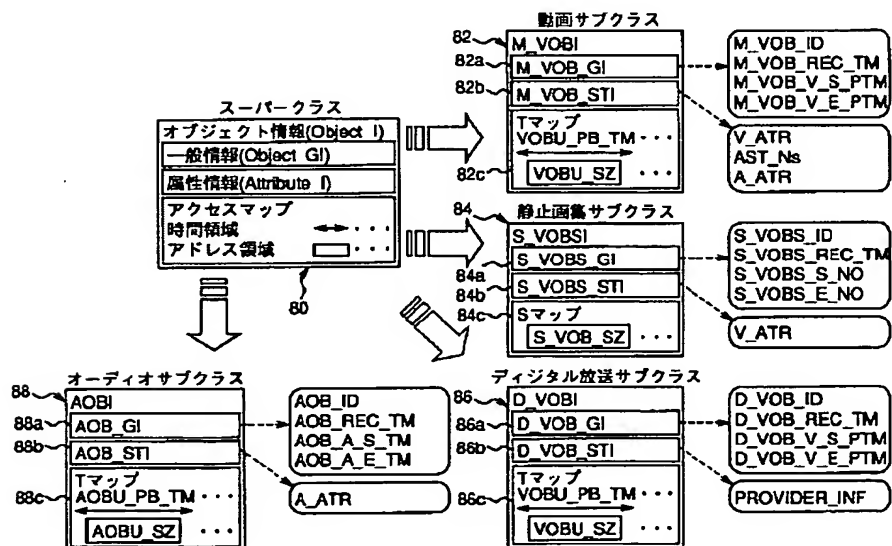 動画サブクラス
82
M_VOBI
82a
M_VOB_GI
82b
M_VOB_STI
Tマップ
VOBU_PB_TM・・・
82c
VOBU_SZ
・・・
M_VOB_ID
M_VOB_REC_TM
M_VOB_V_S_PTM
M_VOB_V_E_PTM
V_ATR
AST_Ns
A_ATR
スーパークラス
オブジェクト情報(Object I)
一般情報(Object GI)
属性情報(Attribute I)
アクセスマップ
時間領域
・・・
アドレス領域
・・・
80
静止画集サブクラス
84
S_VOBSI
84a
S_VOBS_GI
84b
S_VOBS_STI
84c
Sマップ
S_VOB_SZ
・・・
S_VOBS_ID
S_VOBS_REC_TM
S_VOBS_S_NO
S_VOBS_E_NO
V_ATR
オーディオサブクラス
88
AOBI
88a
AOB_GI
88b
AOB_STI
Tマップ
88c
AOBU_PB_TM・・・
AOBU_SZ
・・・
AOB_ID
AOB_REC_TM
AOB_A_S_TM
AOB_A_E_TM
A_ATR
ディジタル放送サブクラス
86
D_VOBI
86a
D_VOB_GI
86b
D_VOB_STI
Tマップ
86c
VOBU_PB_TM・・・
VOBU_SZ
・・・
D_VOB_ID
D_VOB_REC_TM
D_VOB_V_S_PTM
D_VOB_V_E_PTM
PROVIDER_INF